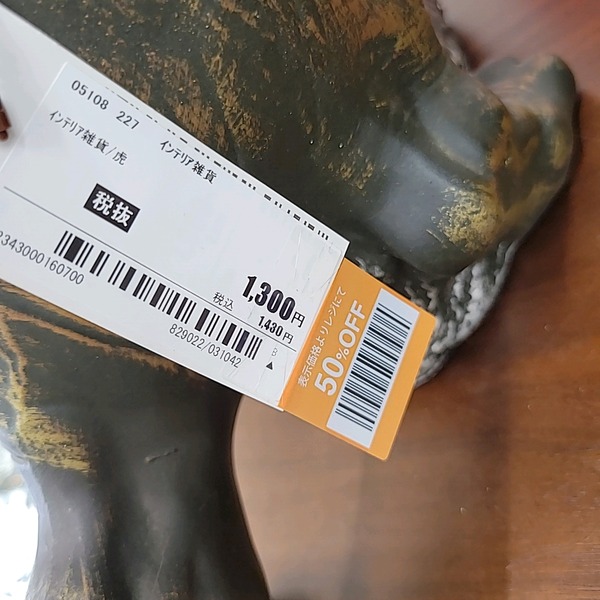 05108 227
インテリア雑貨
インテリア雑貨/虎
税抜
1,300円
税込 1,430円
2343000160700
829022/031042
B
表示価格よりレジにて
50%OFF